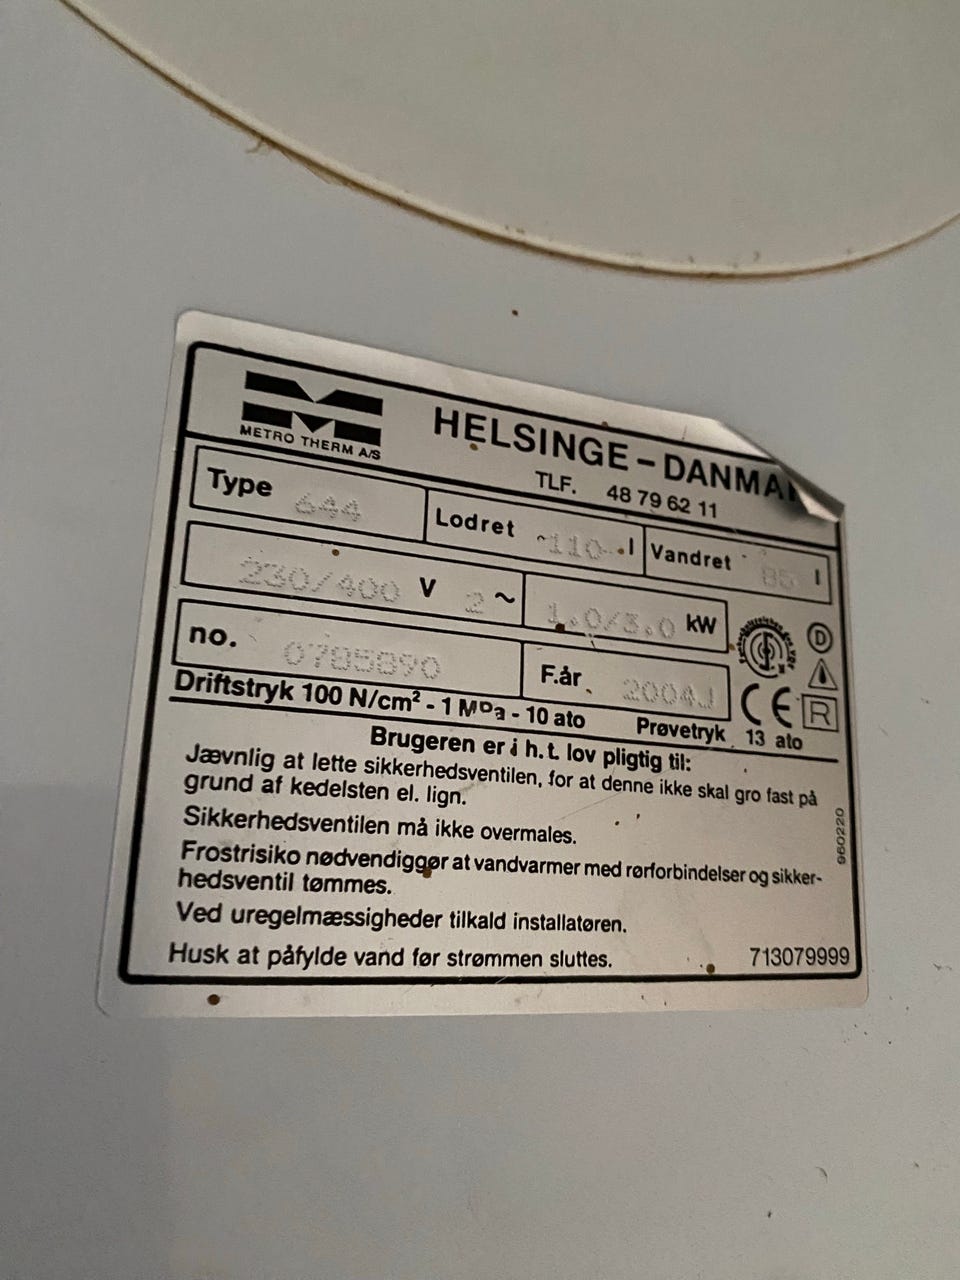 METRO THERM A/S
HELSINGE - DANMA
TLF. 48 79 62 11
Type 644 Lodret 110 l Vandret 85 l
230/400 V 2 ~ 1.0/3.0 kW
no. 0785890 F.år 2004J
D
CE R
Driftstryk 100 N/cm² - 1 MPa - 10 ato Prøvetryk 13 ato
Brugeren er i h.t. lov pligtig til:
Jævnlig at lette sikkerhedsventilen, for at denne ikke skal gro fast på
grund af kedelsten el. lign.
Sikkerhedsventilen må ikke overmales.
Frostrisiko nødvendiggør at vandvarmer med rørforbindelser og sikker-
hedsventil tømmes.
Ved uregelmæssigheder tilkald installatøren.
Husk at påfylde vand før strømmen sluttes. 713079999
960220